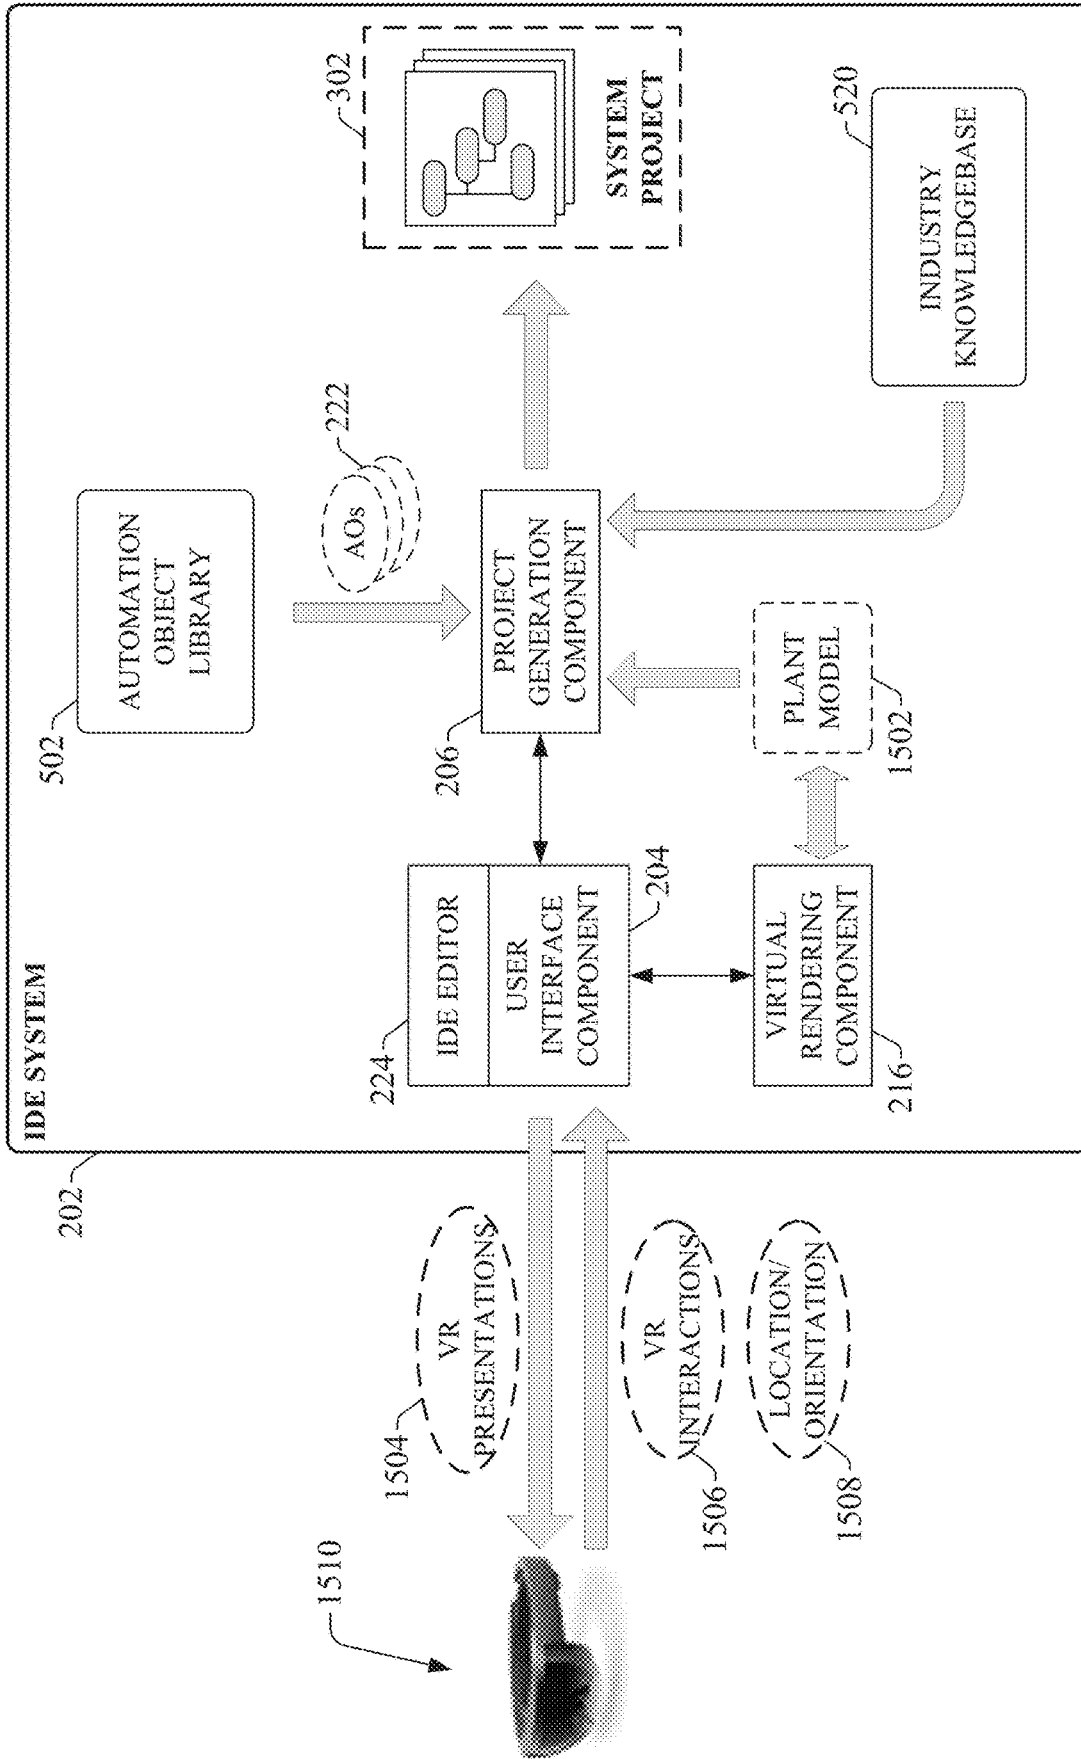 202
IDE SYSTEM
502
AUTOMATION
OBJECT
LIBRARY
302
SYSTEM
PROJECT
AOs
222
1510
1504
VR
PRESENTATIONS
224
IDE EDITOR
USER
INTERFACE
COMPONENT
204
206
PROJECT
GENERATION
COMPONENT
VR
INTERACTIONS
1506
LOCATION/
ORIENTATION
1508
VIRTUAL
RENDERING
COMPONENT
216
PLANT
MODEL
1502
520
INDUSTRY
KNOWLEDGEBASE